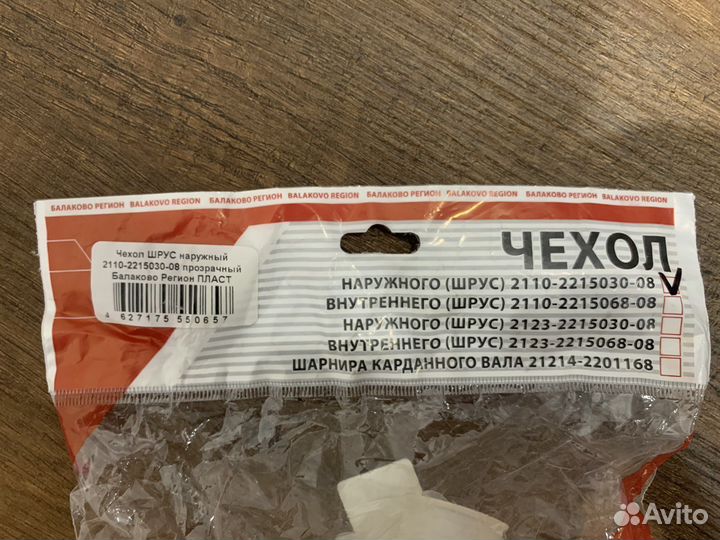 БАЛАКОВО РЕГИОН BALAKOVO REGION БАЛАКОВО РЕГИОН BALAKOVO REGION БАЛАКОВО РЕГИОН BALAKOVO REGION
ЧЕХОЛ
Чехол ШРУС наружный
2110-2215030-08 прозрачный
Балаково Регион ПЛАСТ
4 627175 550657
НАРУЖНОГО (ШРУС) 2110-2215030-08
ВНУТРЕННЕГО (ШРУС) 2110-2215068-08
НАРУЖНОГО (ШРУС) 2123-2215030-08
ВНУТРЕННЕГО (ШРУС) 2123-2215068-08
ШАРНИРА КАРДАННОГО ВАЛА 21214-2201168
Avito